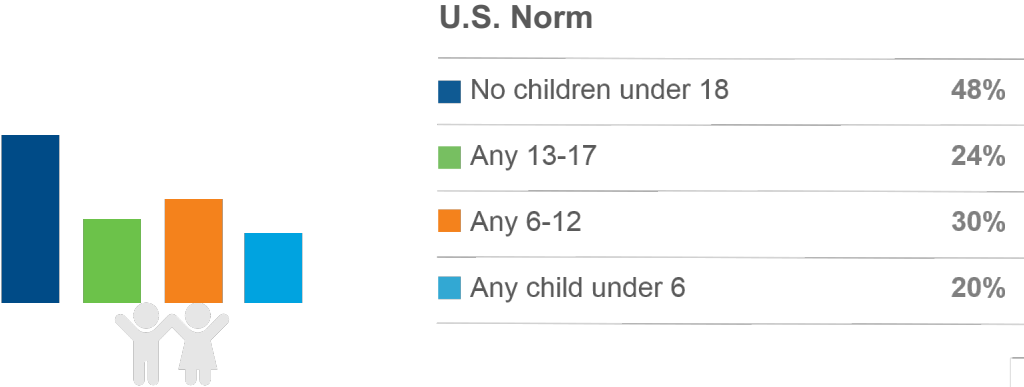 U.S. Norm
No children under 18 48%
Any 13-17 24%
Any 6-12 30%
Any child under 6 20%